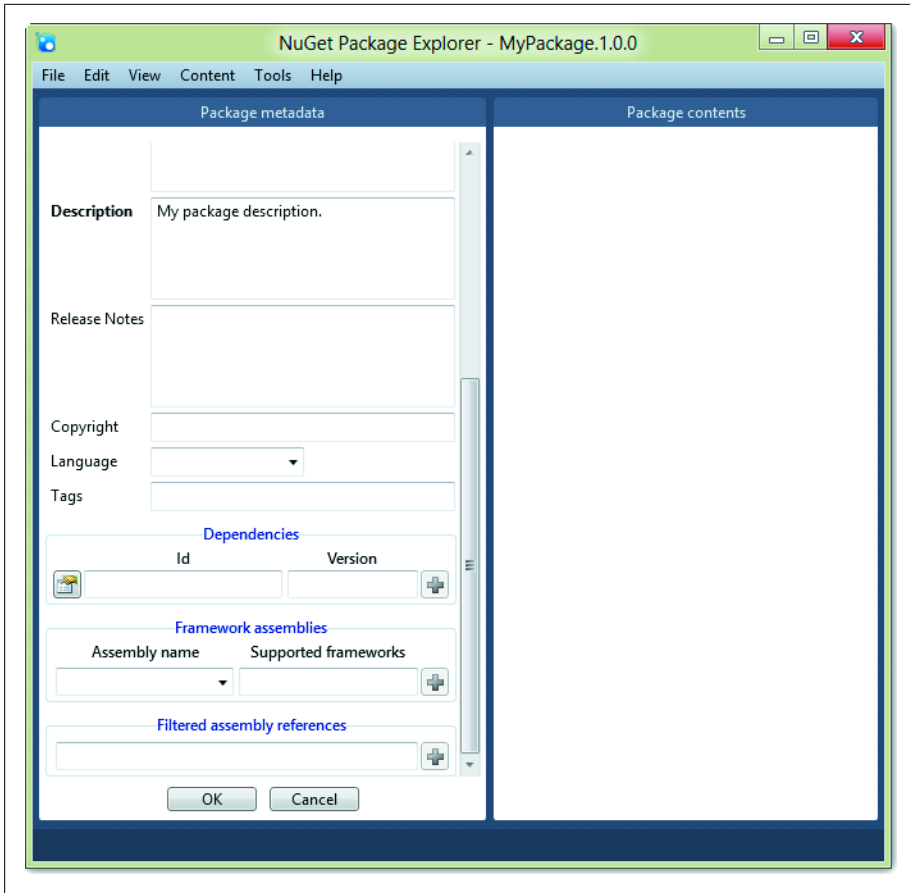 NuGet Package Explorer - MyPackage.1.0.0
File Edit View Content Tools Help
Package metadata
Description My package description.
Release Notes
Copyright
Language
Tags
Dependencies
Id Version
Framework assemblies
Assembly name Supported frameworks
Filtered assembly references
OK Cancel
Package contents